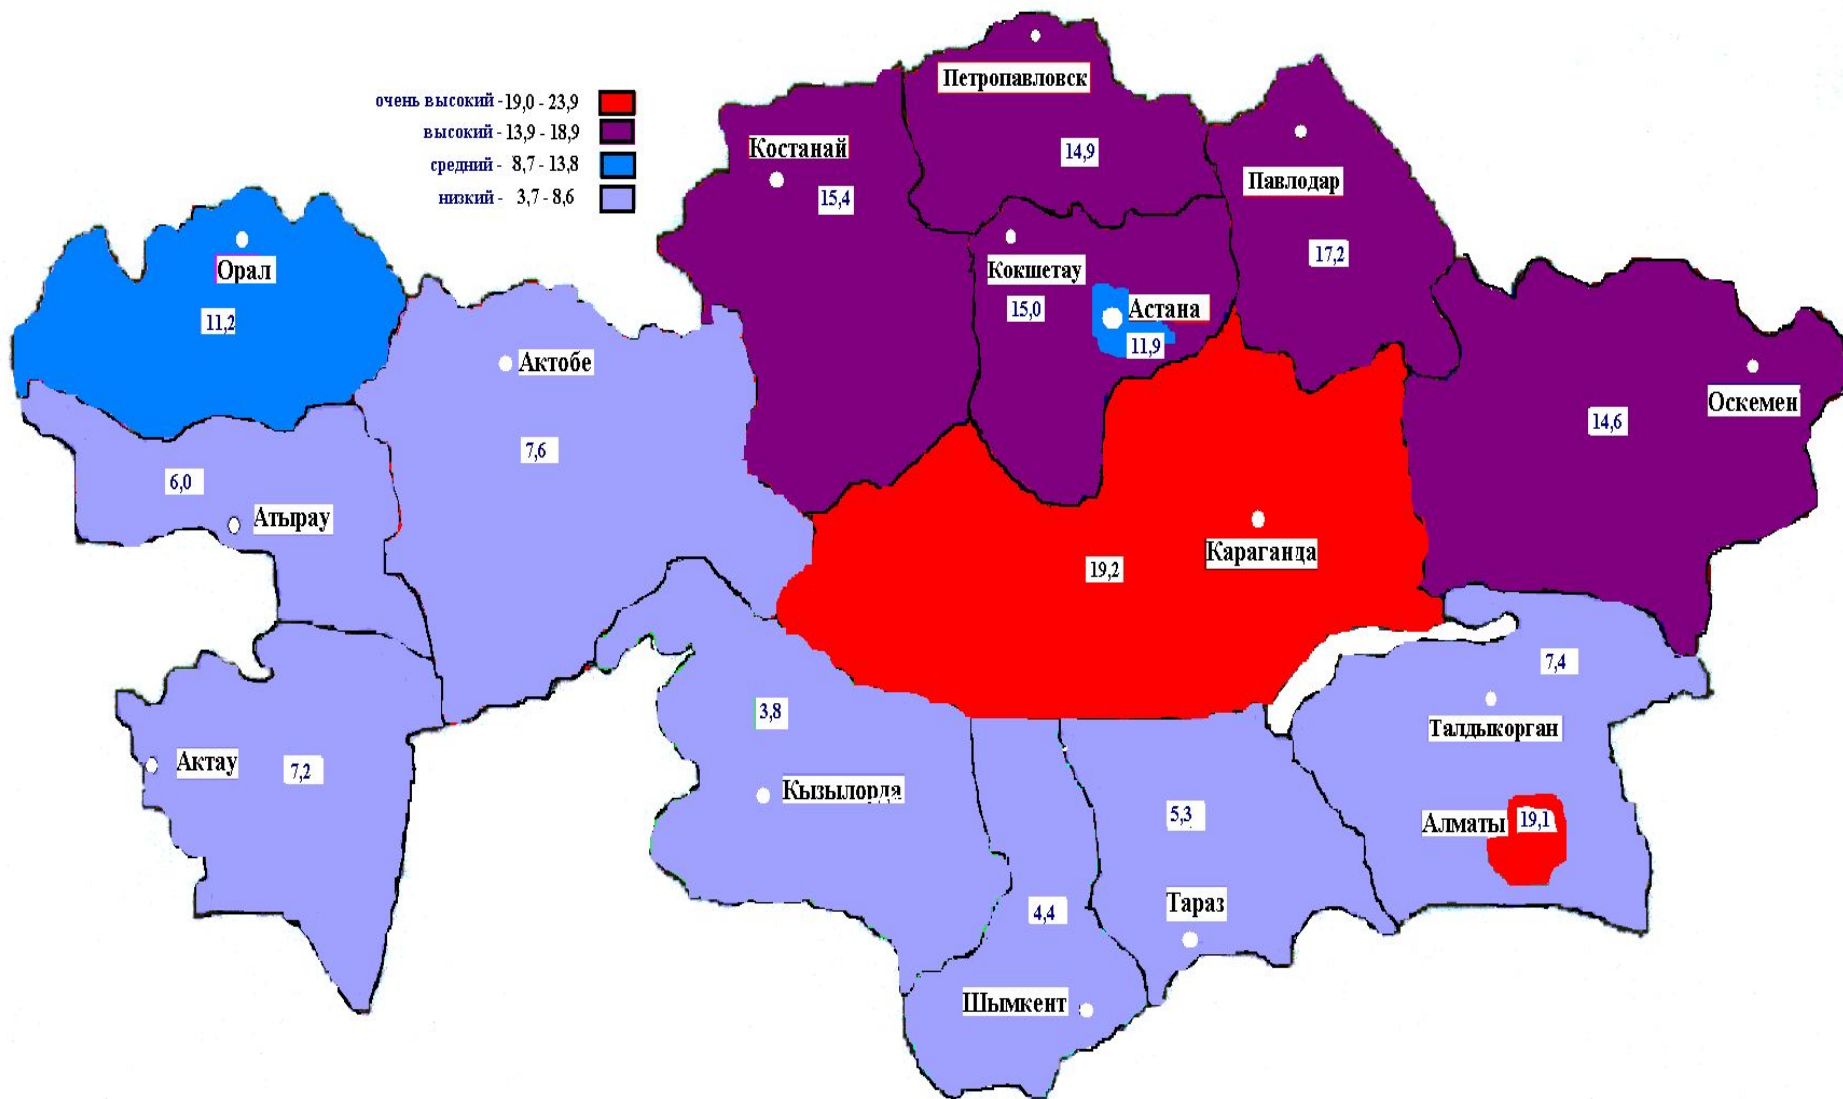 Петропавловск
очень высокий - 19,0 - 23,9
высокий - 13,9 - 18,9
средний - 8,7 - 13,8
низкий - 3,7 - 8,6
Костанай
14,9
15,4
Павлодар
17,2
Орал
11,2
Кокшетау
15,0
Астана
11,9
Актобе
7,6
Оскемен
14,6
6,0
Атырау
Караганда
19,2
7,4
Талдыкорган
3,8
Кызылорда
Актау
7,2
5,3
Алматы
19,1
Тараз
4,4
Шымкент